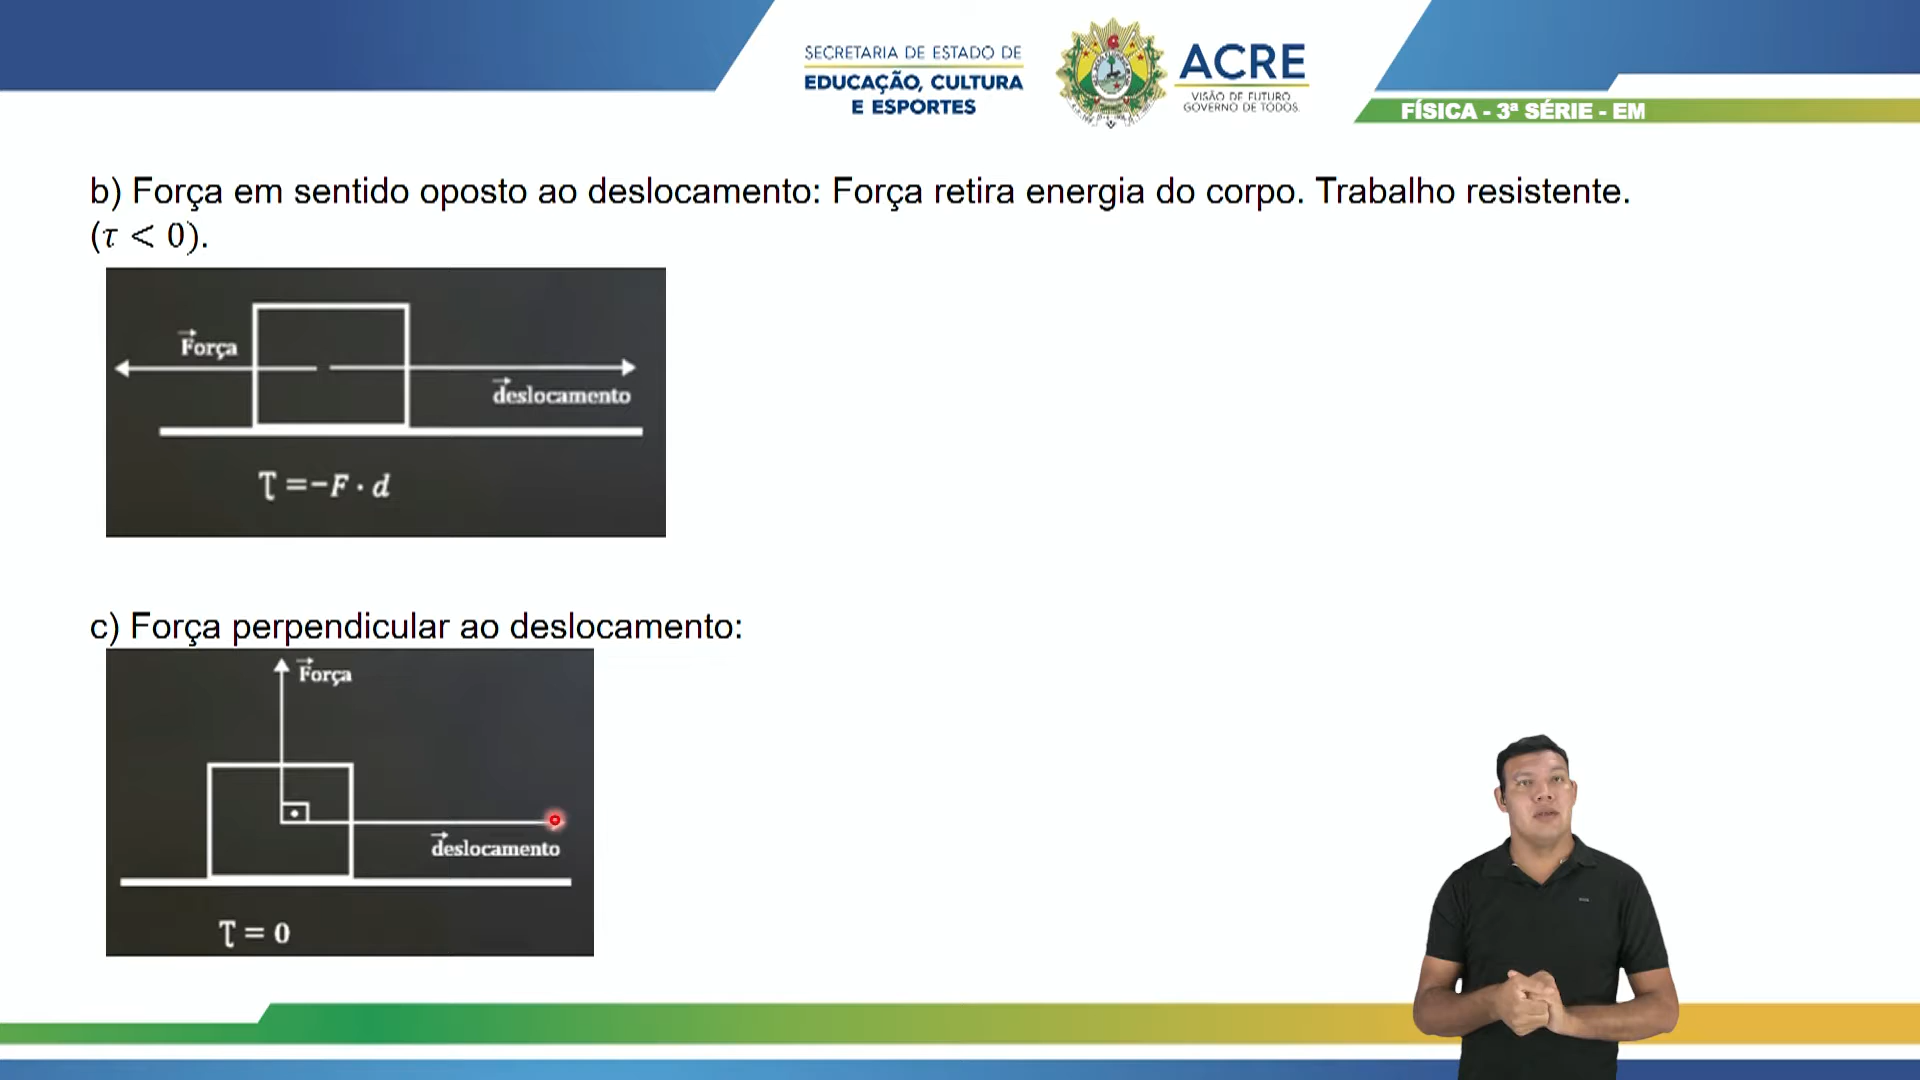 SECRETARIA DE ESTADO DE
EDUCAÇÃO, CULTURA
E ESPORTES
ACRE
VISÃO DE FUTURO
GOVERNO DE TODOS.
FÍSICA - 3ª SÉRIE - EM
b) Força em sentido oposto ao deslocamento: Força retira energia do corpo. Trabalho resistente.
(τ < 0).
Força
deslocamento
τ =−F · d
c) Força perpendicular ao deslocamento:
Força
deslocamento
τ = 0